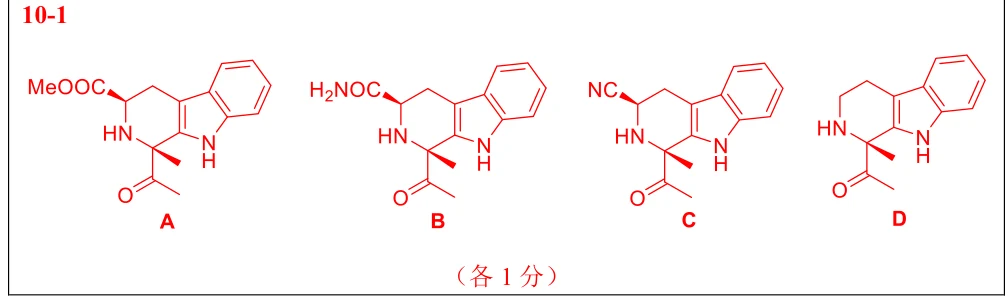 10-1
MeOOC HN N H O A
H₂NOC HN N H O B
NC HN N H O C
HN N H O D
（各 1 分）